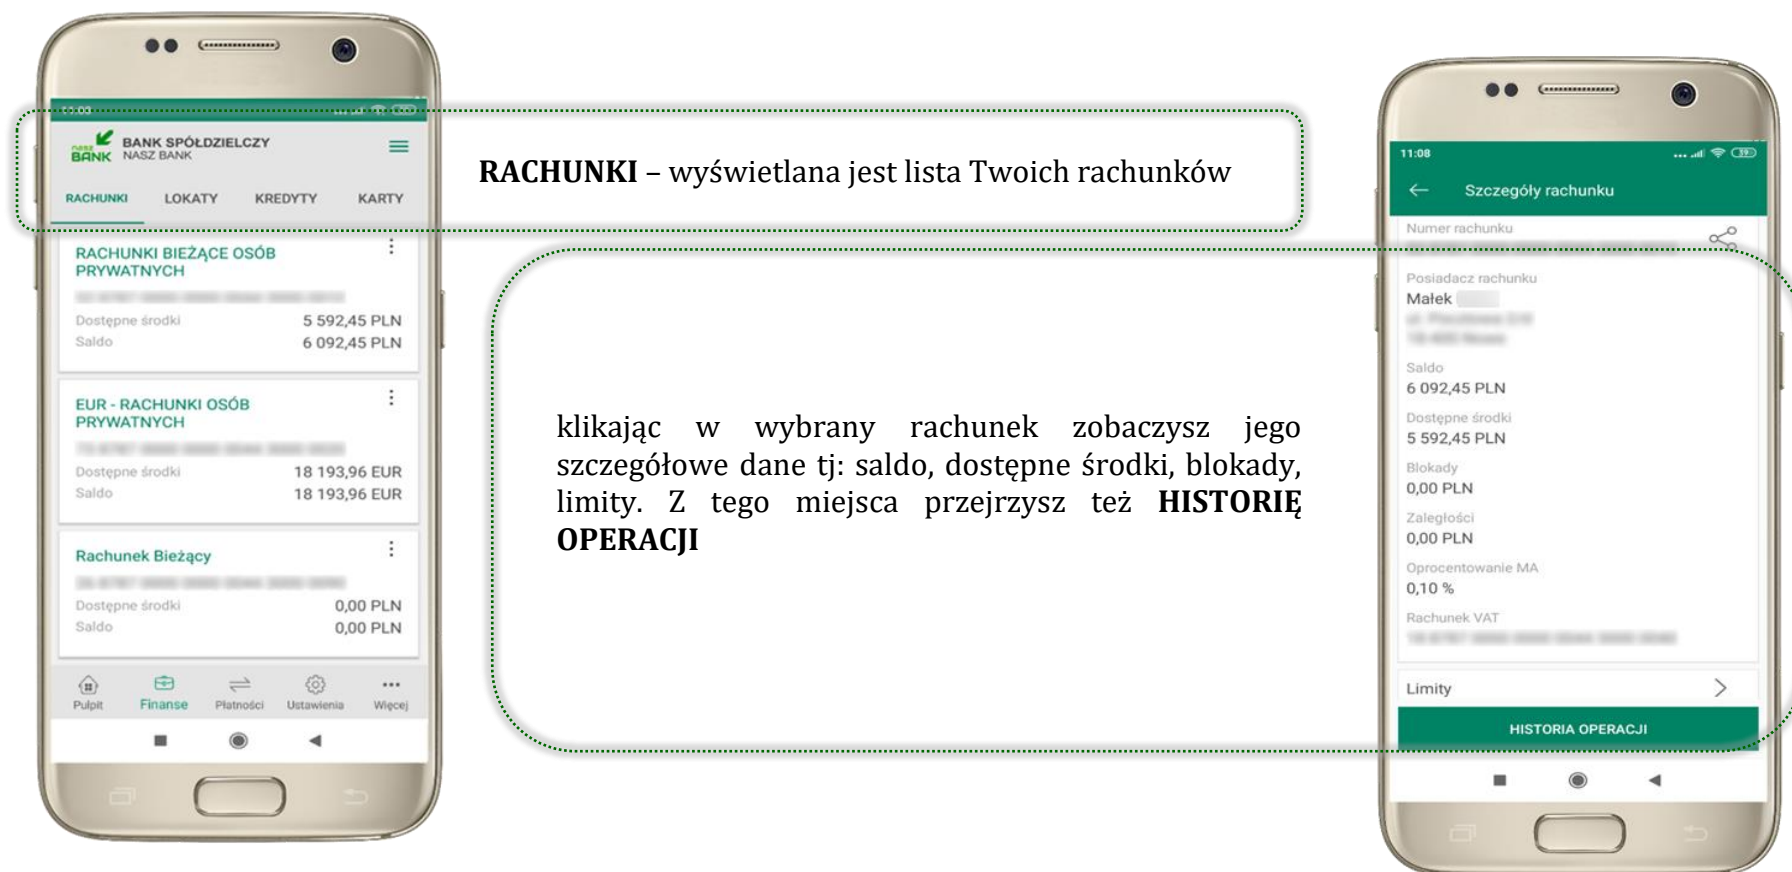 11:03
nasz BANK BANK SPÓŁDZIELCZY
NASZ BANK
RACHUNKI LOKATY KREDYTY KARTY
RACHUNKI BIEŻĄCE OSÓB
PRYWATNYCH
Dostępne środki 5 592,45 PLN
Saldo 6 092,45 PLN
EUR - RACHUNKI OSÓB
PRYWATNYCH
Dostępne środki 18 193,96 EUR
Saldo 18 193,96 EUR
Rachunek Bieżący
Dostępne środki 0,00 PLN
Saldo 0,00 PLN
Pulpit Finanse Płatności Ustawienia Więcej
RACHUNKI – wyświetlana jest lista Twoich rachunków
klikając w wybrany rachunek zobaczysz jego
szczegółowe dane tj: saldo, dostępne środki, blokady,
limity. Z tego miejsca przejrzysz też HISTORIĘ
OPERACJI
11:08 39
Szczegóły rachunku
Numer rachunku
Posiadacz rachunku
Małek
Saldo
6 092,45 PLN
Dostępne środki
5 592,45 PLN
Blokady
0,00 PLN
Zaległości
0,00 PLN
Oprocentowanie MA
0,10 %
Rachunek VAT
Limity
HISTORIA OPERACJI